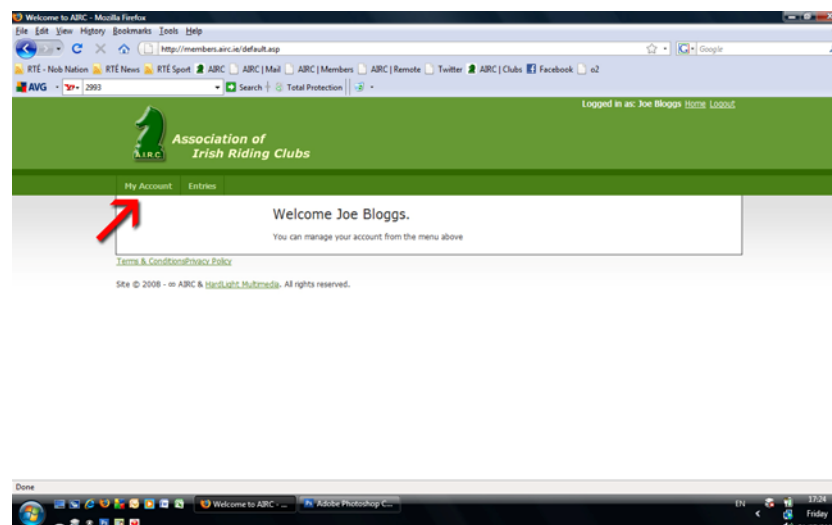 Welcome to AIRC - Mozilla Firefox
File Edit View History Bookmarks Tools Help
http://members.airc.ie/default.asp
Google
RTÉ - Nob Nation RTÉ News RTÉ Sport AIRC AIRC | Mail AIRC | Members AIRC | Remote Twitter AIRC | Clubs Facebook o2
AVG 2993 Search Total Protection
Logged in as: Joe Bloggs Home Logout
A.I.R.C
Association of
Irish Riding Clubs
My Account Entries
Welcome Joe Bloggs.
You can manage your account from the menu above
Terms & ConditionsPrivacy Policy
Site © 2008 - ∞ AIRC & HardLight Multimedia. All rights reserved.
Done
Welcome to AIRC - ... Adobe Photoshop C... EN 17:24
Friday